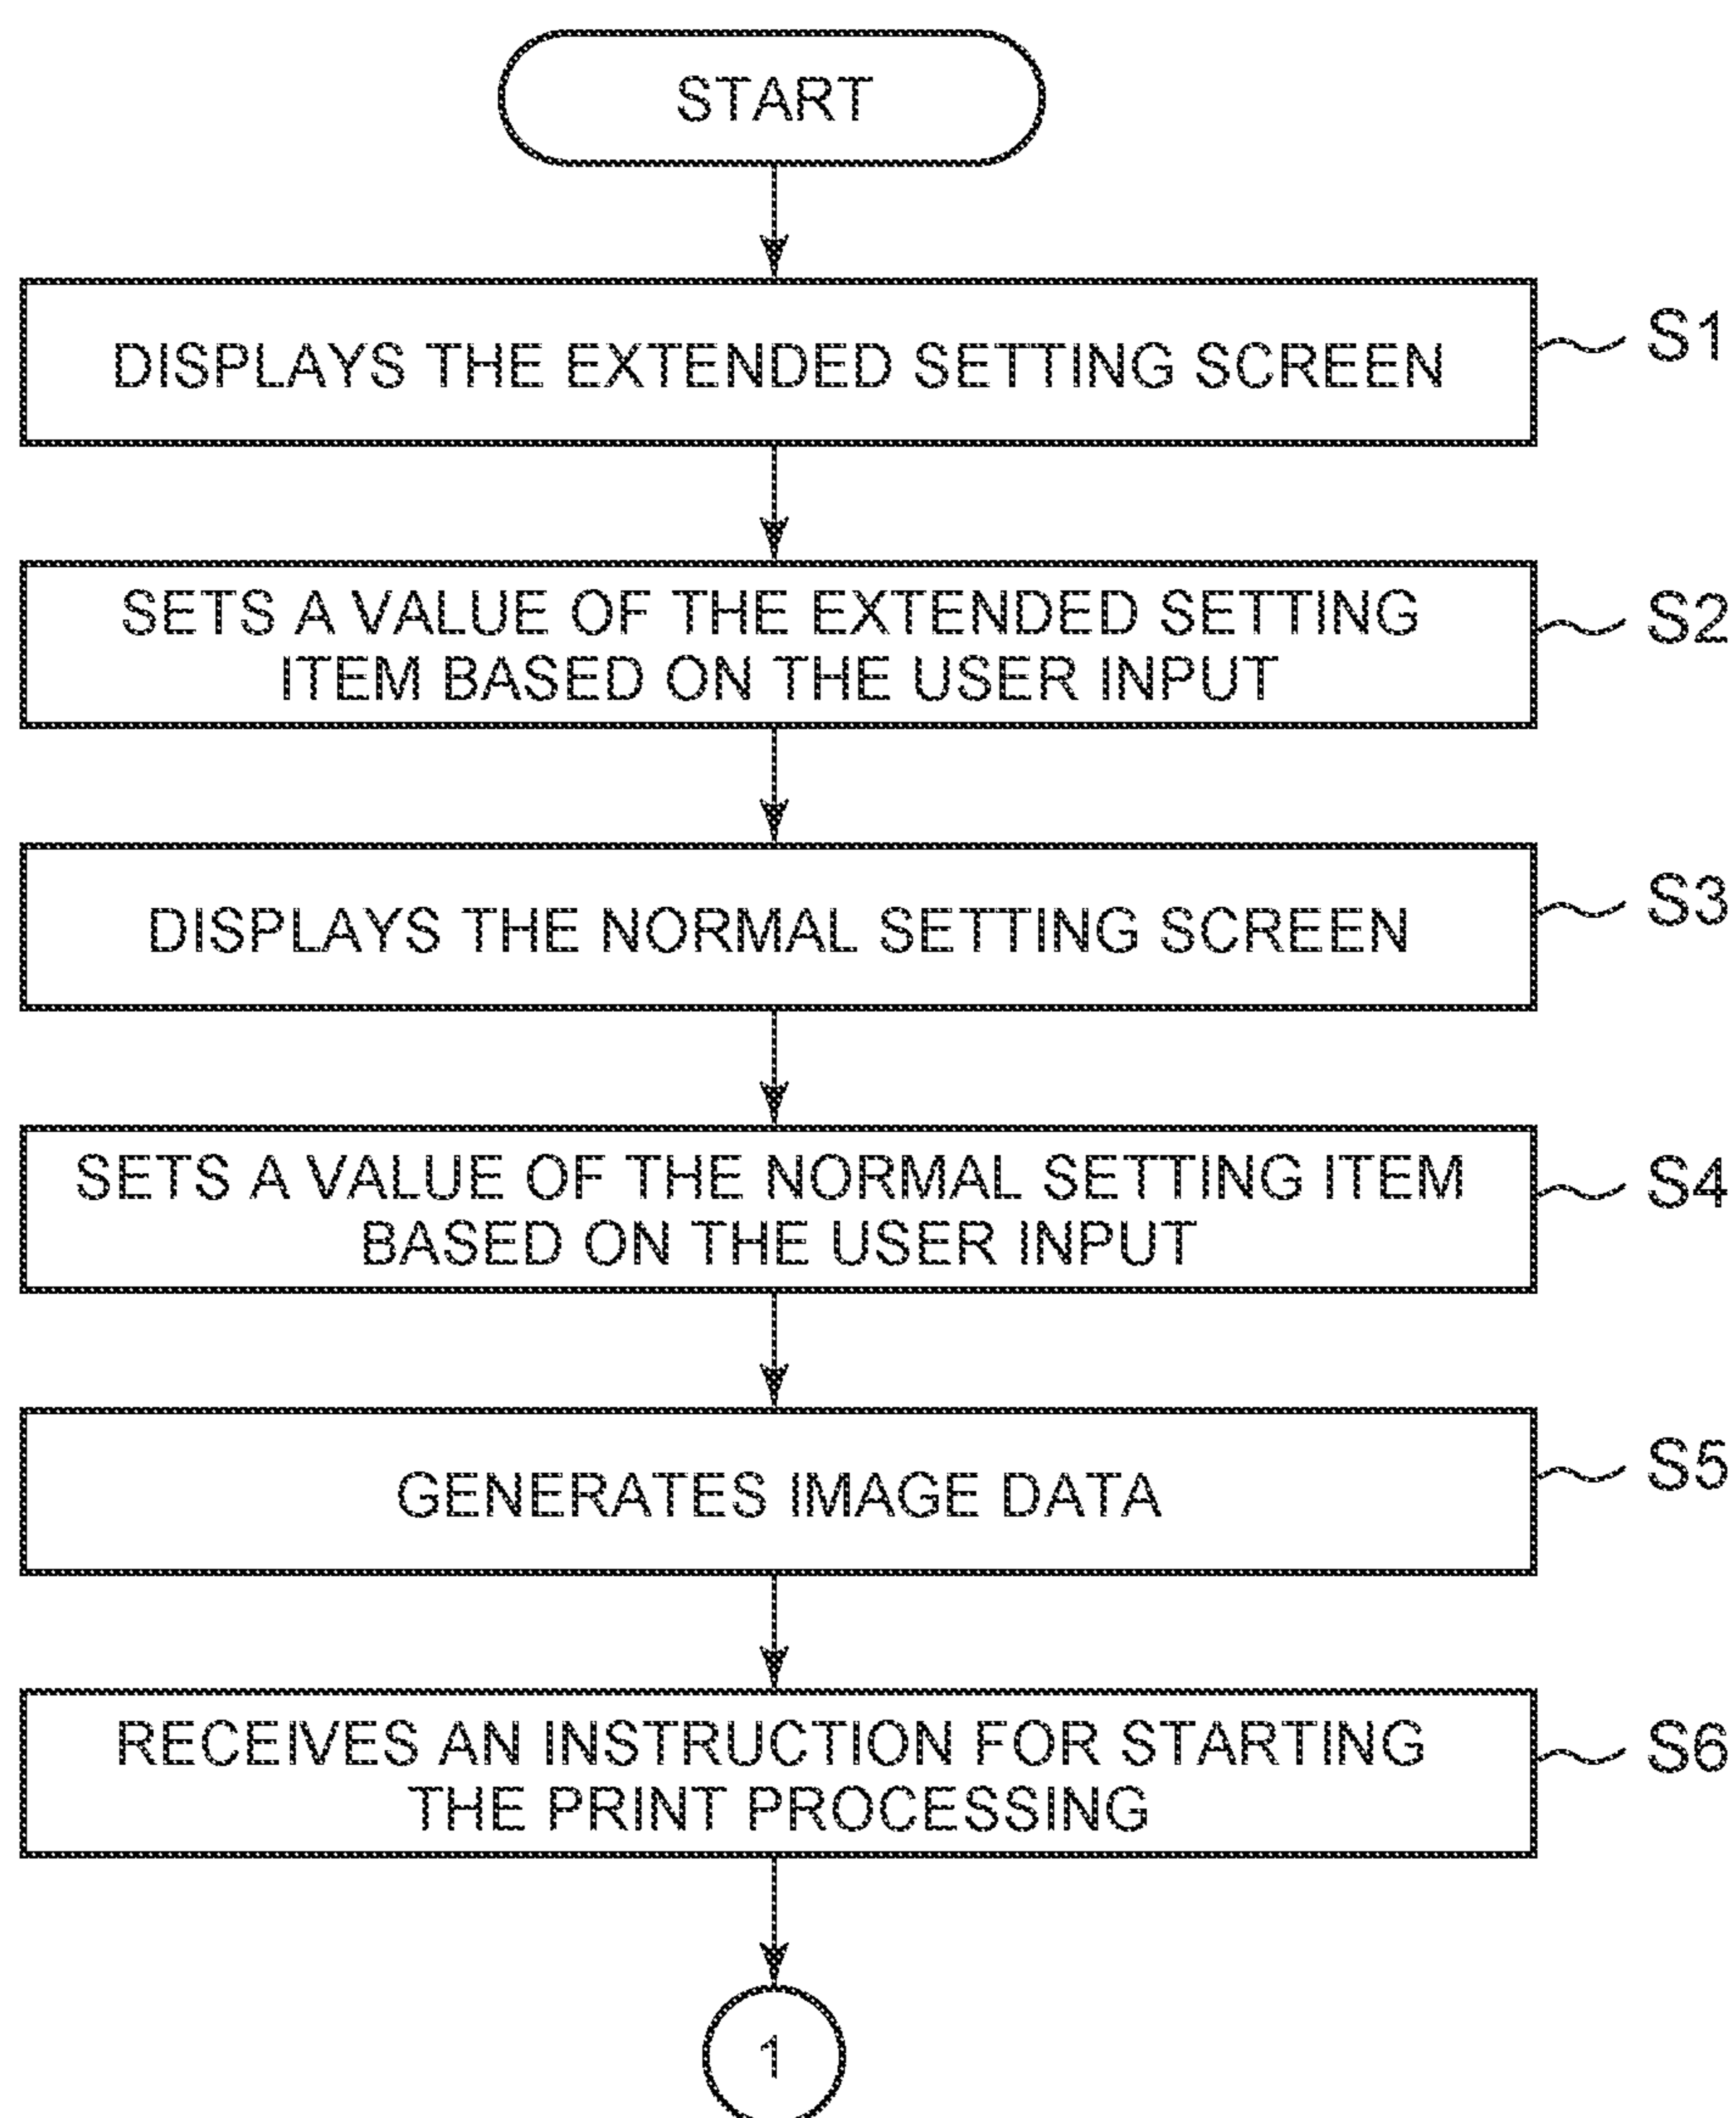 START
DISPLAYS THE EXTENDED SETTING SCREEN
S1
SETS A VALUE OF THE EXTENDED SETTING
ITEM BASED ON THE USER INPUT
S2
DISPLAYS THE NORMAL SETTING SCREEN
S3
SETS A VALUE OF THE NORMAL SETTING ITEM
BASED ON THE USER INPUT
S4
GENERATES IMAGE DATA
S5
RECEIVES AN INSTRUCTION FOR STARTING
THE PRINT PROCESSING
S6
1